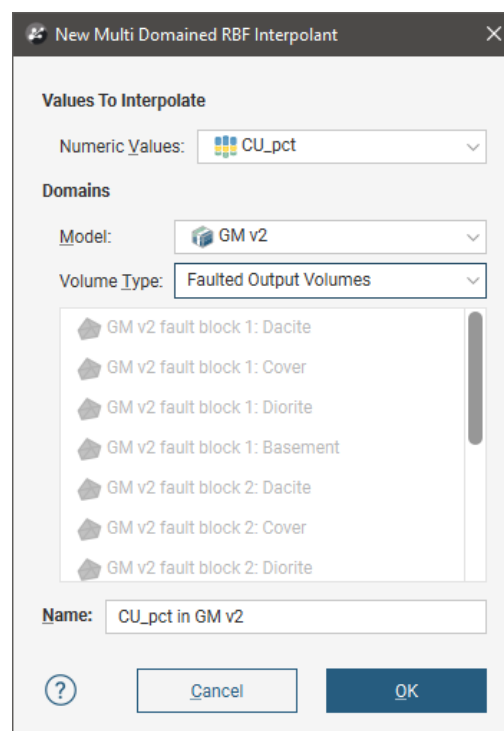 New Multi Domained RBF Interpolant
Values To Interpolate
Numeric Values: CU_pct
Domains
Model: GM v2
Volume Type: Faulted Output Volumes
GM v2 fault block 1: Dacite
GM v2 fault block 1: Cover
GM v2 fault block 1: Diorite
GM v2 fault block 1: Basement
GM v2 fault block 2: Dacite
GM v2 fault block 2: Cover
GM v2 fault block 2: Diorite
Name: CU_pct in GM v2
? Cancel OK